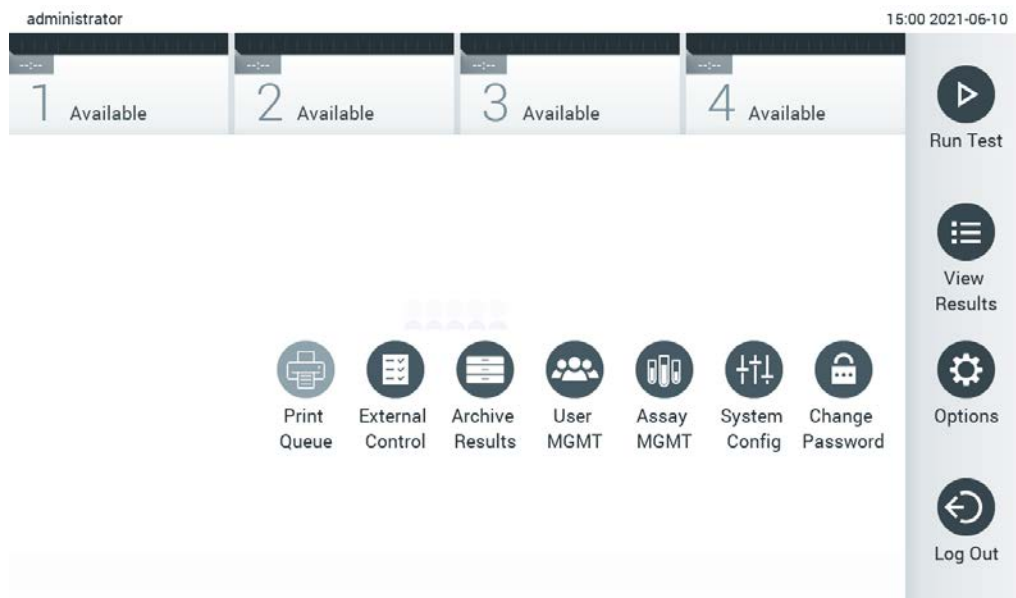 administrator
15:00 2021-06-10
--:--
--:--
--:--
--:--
1 Available
2 Available
3 Available
4 Available
Run Test
View
Results
Print
Queue
External
Control
Archive
Results
User
MGMT
Assay
MGMT
System
Config
Change
Password
Options
Log Out